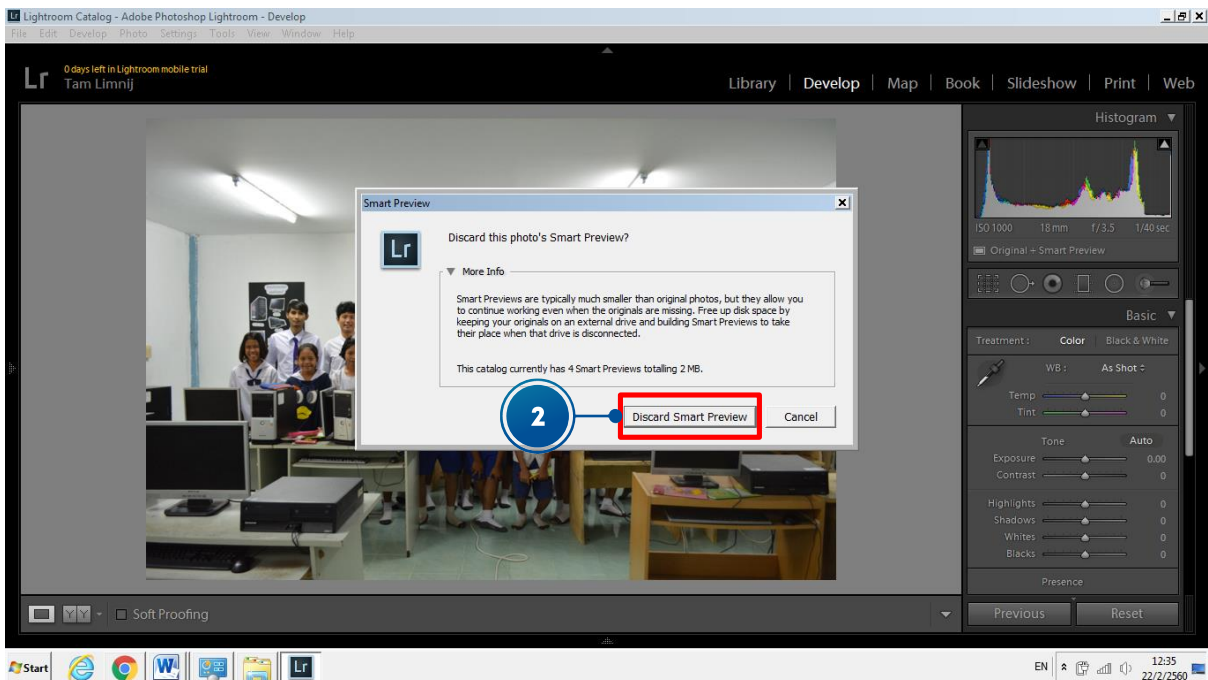 Lightroom Catalog - Adobe Photoshop Lightroom - Develop
File Edit Develop Photo Settings Tools View Window Help
Lr
0 days left in Lightroom mobile trial
Tam Limnij
Library | Develop | Map | Book | Slideshow | Print | Web
Histogram
ISO 1000 18 mm f/3.5 1/40 sec
Original + Smart Preview
Smart Preview
Lr
Discard this photo's Smart Preview?
More Info
Smart Previews are typically much smaller than original photos, but they allow you
to continue working even when the originals are missing. Free up disk space by
keeping your originals on an external drive and building Smart Previews to take
their place when that drive is disconnected.
This catalog currently has 4 Smart Previews totalling 2 MB.
2
Discard Smart Preview
Cancel
Basic
Treatment : Color | Black & White
WB : As Shot
Temp 0
Tint 0
Tone Auto
Exposure 0.00
Contrast 0
Highlights 0
Shadows 0
Whites 0
Blacks 0
Presence
Y Y Soft Proofing
Previous Reset
Start
W
Lr
EN
12:35
22/2/2560